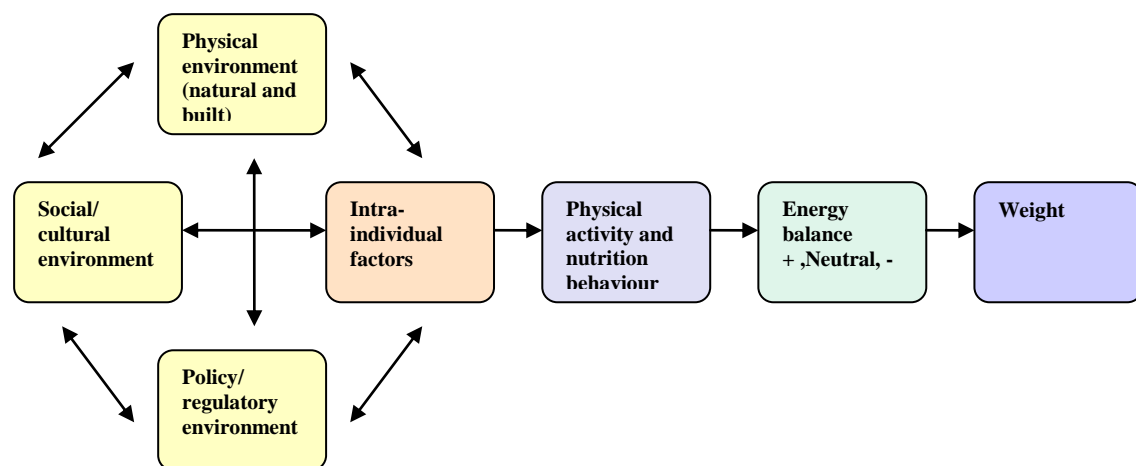 Physical
environment
(natural and
built)
Social/
cultural
environment
Intra-
individual
factors
Physical
activity and
nutrition
behaviour
Energy
balance
+ ,Neutral, -
Weight
Policy/
regulatory
environment